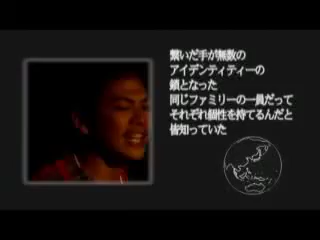 繋いだ手が無数の
アイデンティティーの
鎖となった
同じファミリーの一員だって
それぞれ個性を持てるんだと
皆知っていた